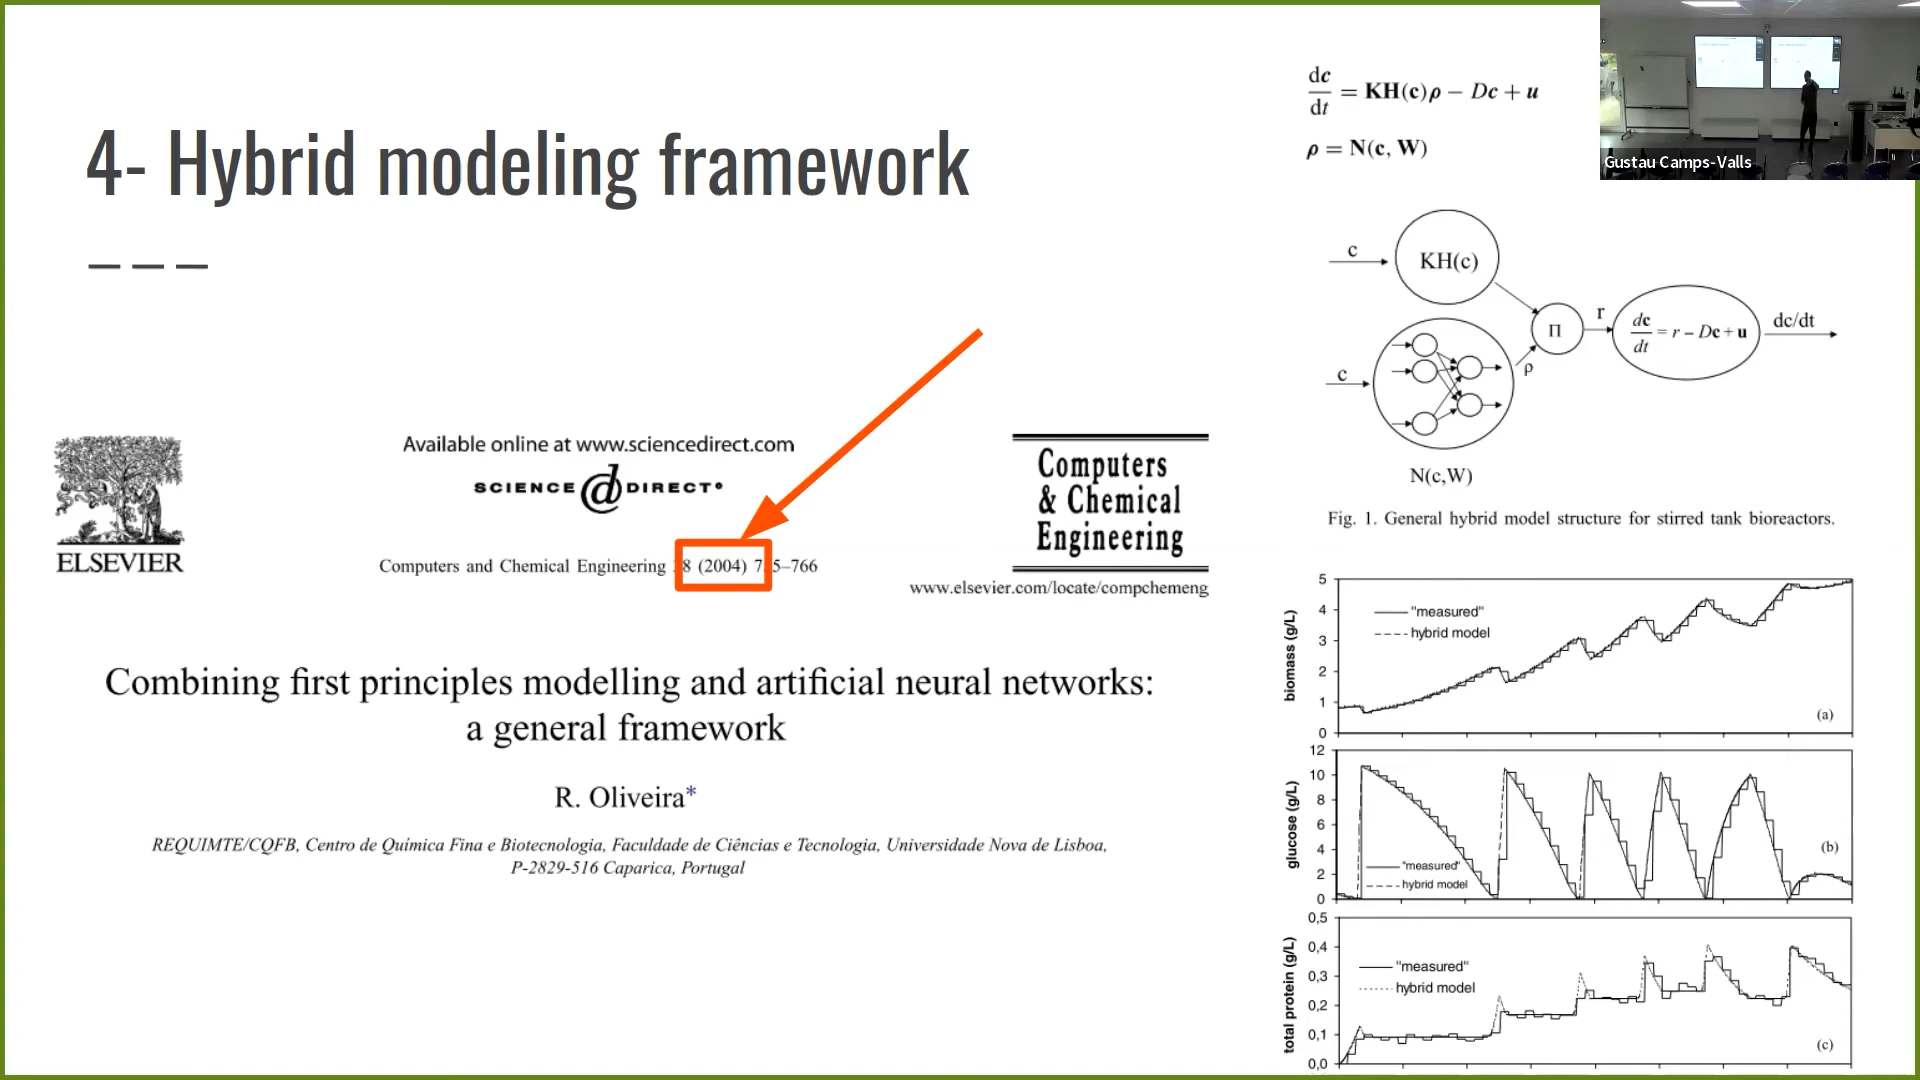 4- Hybrid modeling framework
Available online at www.sciencedirect.com
SCIENCE DIRECT
ELSEVIER
Computers
& Chemical
Engineering
Computers and Chemical Engineering 8 (2004) 7 5–766
www.elsevier.com/locate/compchemeng
Combining first principles modelling and artificial neural networks:
a general framework
R. Oliveira*
REQUIMTE/CQFB, Centro de Química Fina e Biotecnologia, Faculdade de Ciências e Tecnologia, Universidade Nova de Lisboa,
P-2829-516 Caparica, Portugal
dc/dt = KH(c)ρ − Dc + u
ρ = N(c, W)
Gustau Camps-Valls
c
KH(c)
c
Π
ρ
r
dc/dt = r – Dc + u
dc/dt
N(c,W)
Fig. 1. General hybrid model structure for stirred tank bioreactors.
biomass (g/L)
5
4
3
2
1
0
"measured"
hybrid model
(a)
glucose (g/L)
12
10
8
6
4
2
0
"measured"
hybrid model
(b)
total protein (g/L)
0,5
0,4
0,3
0,2
0,1
0,0
"measured"
hybrid model
(c)